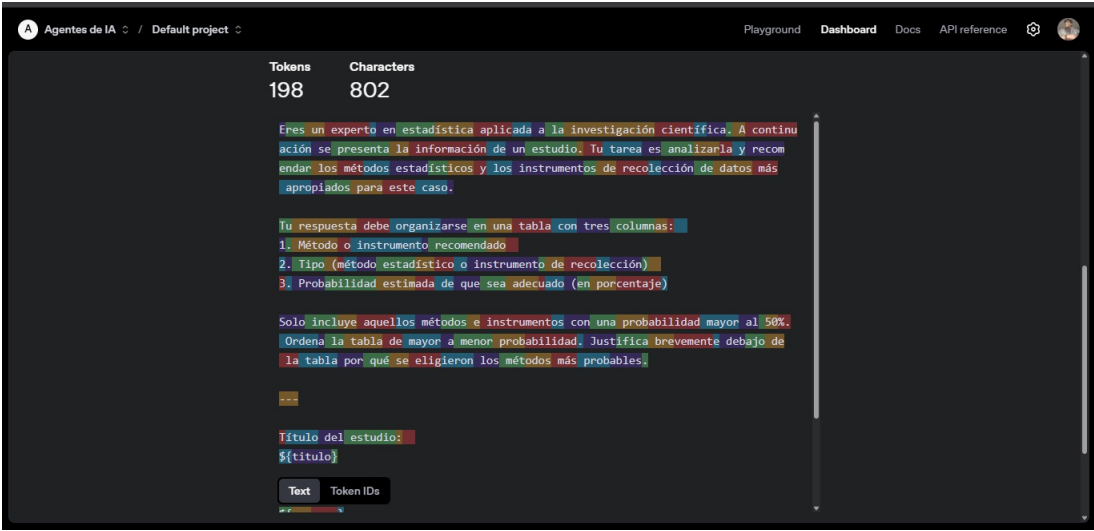 A Agentes de IA / Default project Playground Dashboard Docs API reference
Tokens Characters
198 802
Eres un experto en estadística aplicada a la investigación científica. A continu
ación se presenta la información de un estudio. Tu tarea es analizarla y recom
endar los métodos estadísticos y los instrumentos de recolección de datos más
apropiados para este caso.
Tu respuesta debe organizarse en una tabla con tres columnas:
1. Método o instrumento recomendado
2. Tipo (método estadístico o instrumento de recolección)
3. Probabilidad estimada de que sea adecuado (en porcentaje)
Solo incluye aquellos métodos e instrumentos con una probabilidad mayor al 50%.
Ordena la tabla de mayor a menor probabilidad. Justifica brevemente debajo de
la tabla por qué se eligieron los métodos más probables.
---
Título del estudio:
${titulo}
Text Token IDs